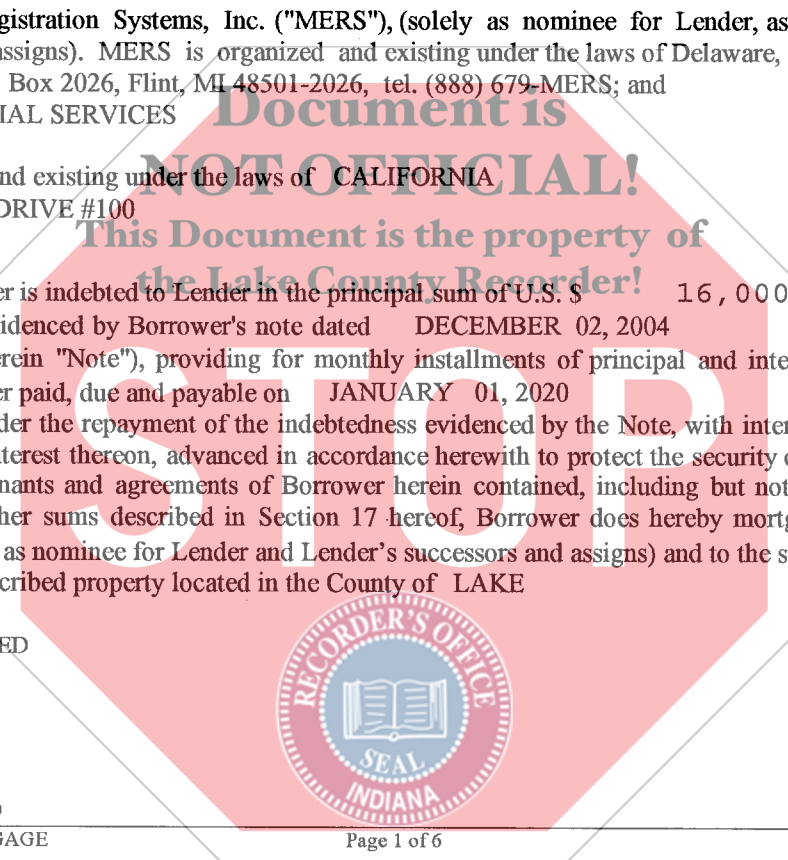 gistration Systems, Inc. ("MERS"), (solely as nominee for Lender, as
assigns). MERS is organized and existing under the laws of Delaware,
Box 2026, Flint, MI 48501-2026, tel. (888) 679-MERS; and
Document is
IAL SERVICES
NOT OFFICIAL!
nd existing under the laws of CALIFORNIA
DRIVE #100
This Document is the property of
the Lake County Recorder!
er is indebted to Lender in the principal sum of U.S. $ 16,000
idenced by Borrower's note dated DECEMBER 02, 2004
erein "Note"), providing for monthly installments of principal and inte
er paid, due and payable on JANUARY 01, 2020
STOP
der the repayment of the indebtedness evidenced by the Note, with inter
terest thereon, advanced in accordance herewith to protect the security o
nants and agreements of Borrower herein contained, including but not
her sums described in Section 17 hereof, Borrower does hereby mortg
as nominee for Lender and Lender's successors and assigns) and to the s
cribed property located in the County of LAKE
ED
RECORDER'S OFFICE
SEAL
INDIANA
GAGE
Page 1 of 6